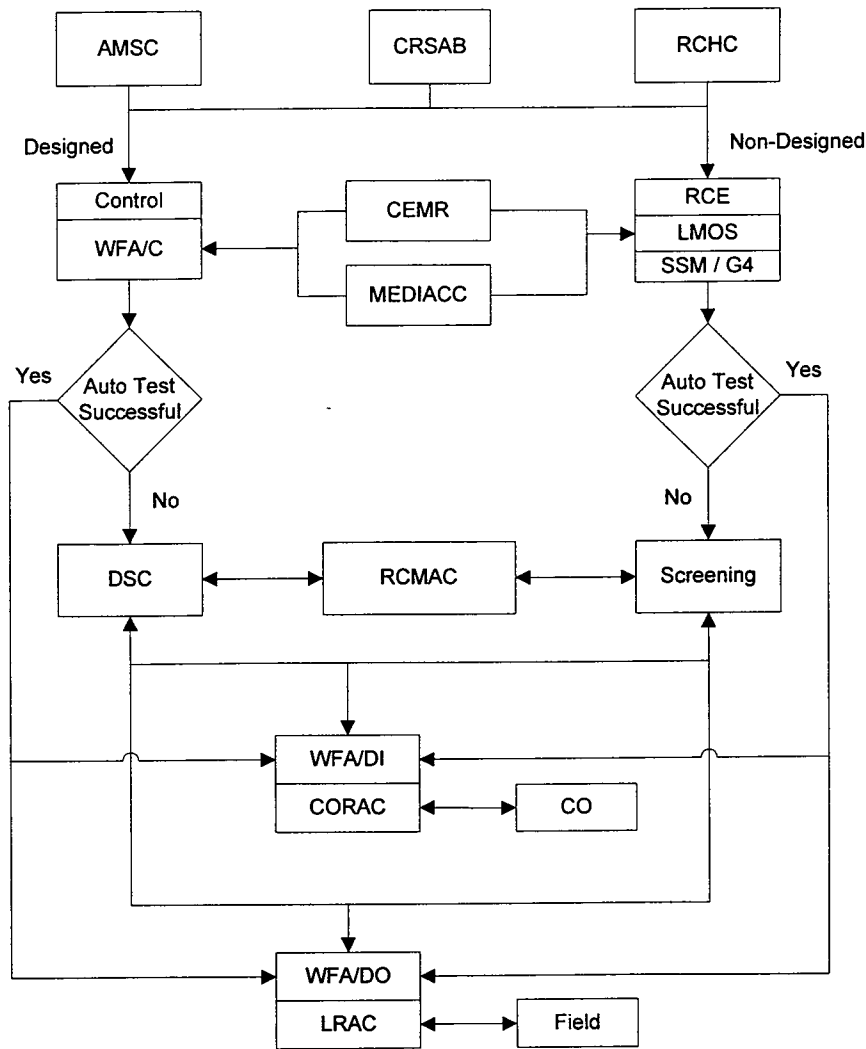 AMSC
CRSAB
RCHC
Designed
Non-Designed
Control
WFA/C
CEMR
MEDIACC
RCE
LMOS
SSM / G4
Yes
Auto Test
Successful
No
Auto Test
Successful
Yes
No
DSC
RCMAC
Screening
WFA/DI
CORAC
CO
WFA/DO
LRAC
Field